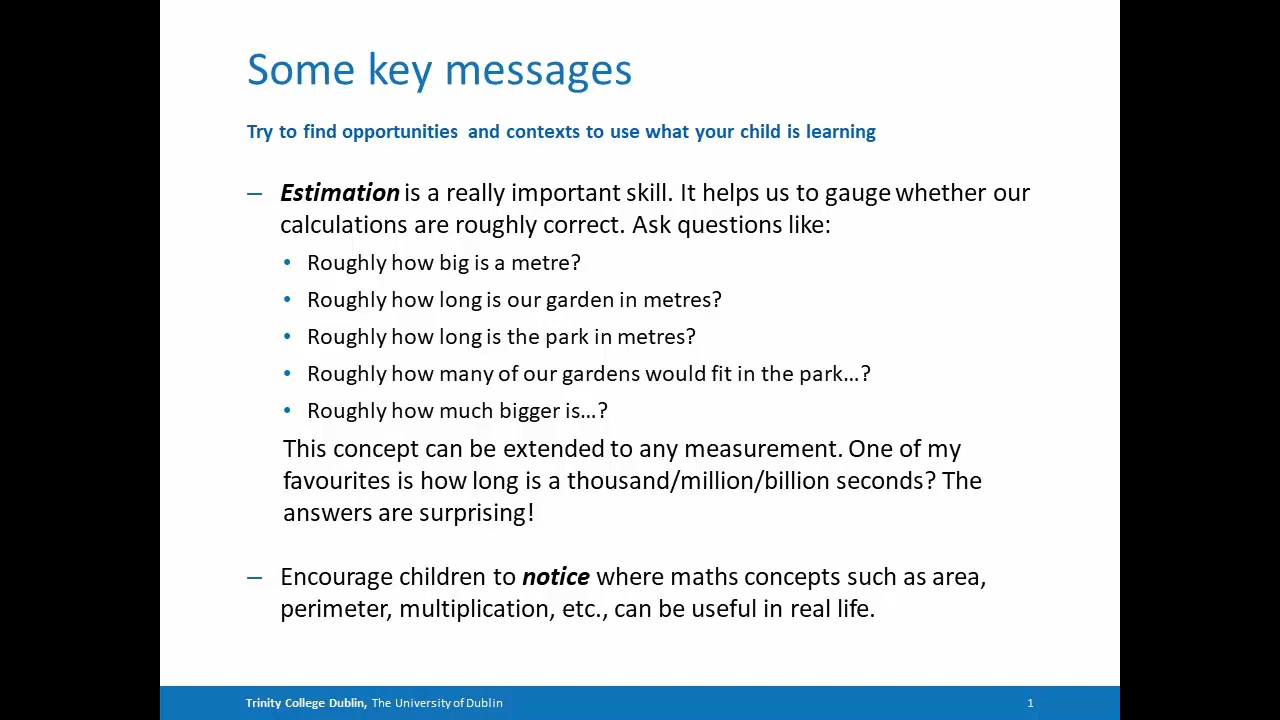 Some key messages
Try to find opportunities and contexts to use what your child is learning
– Estimation is a really important skill. It helps us to gauge whether our
calculations are roughly correct. Ask questions like:
• Roughly how big is a metre?
• Roughly how long is our garden in metres?
• Roughly how long is the park in metres?
• Roughly how many of our gardens would fit in the park…?
• Roughly how much bigger is…?
This concept can be extended to any measurement. One of my
favourites is how long is a thousand/million/billion seconds? The
answers are surprising!
– Encourage children to notice where maths concepts such as area,
perimeter, multiplication, etc., can be useful in real life.
Trinity College Dublin, The University of Dublin 1